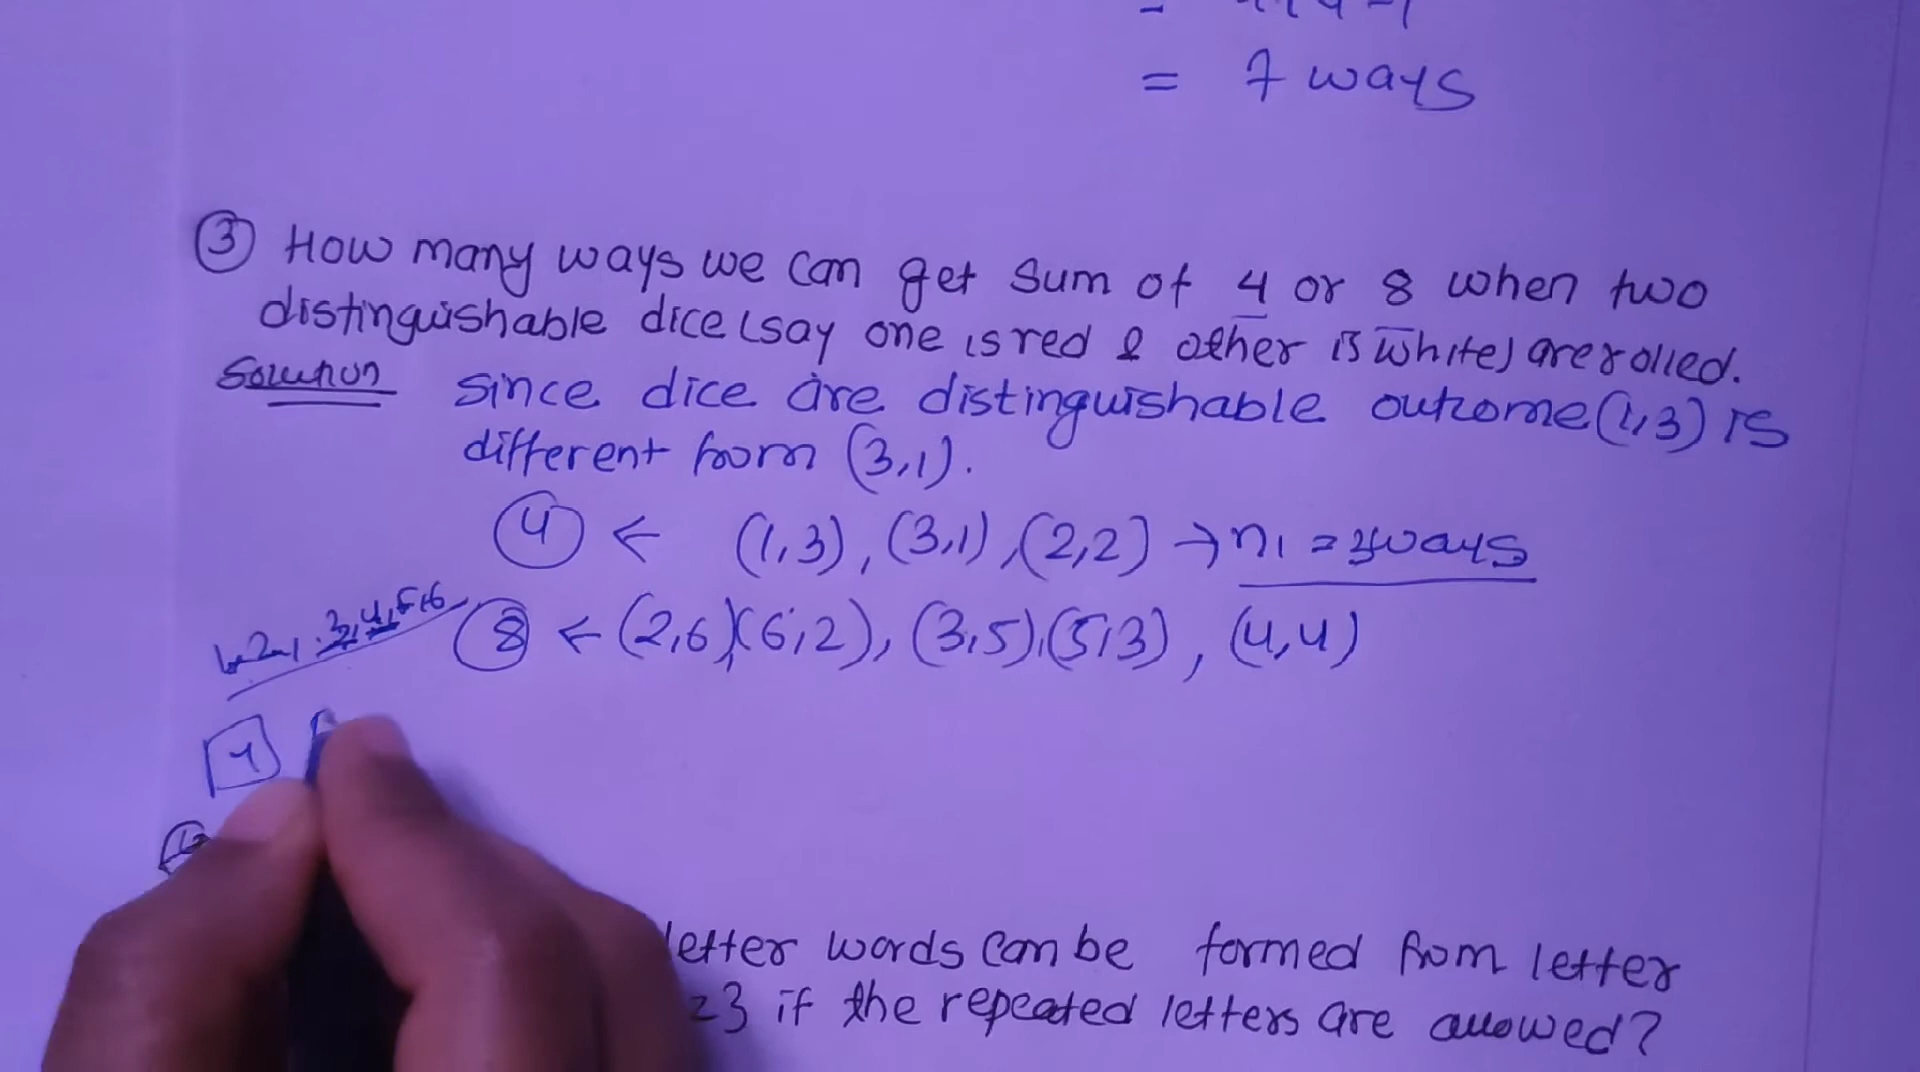 = 7 ways
③ How many ways we can get sum of 4 or 8 when two
distinguishable dice (say one is red & other is white) are rolled.
Solution since dice are distinguishable outcome (1,3) is
different from (3,1).
④ ← (1,3), (3,1), (2,2) → n1 = 3 ways
1, 2, 3, 4, 5, 6
⑧ ← (2,6), (6,2), (3,5), (5,3), (4,4)
4
letter words can be formed from letter
z3 if the repeated letters are allowed?